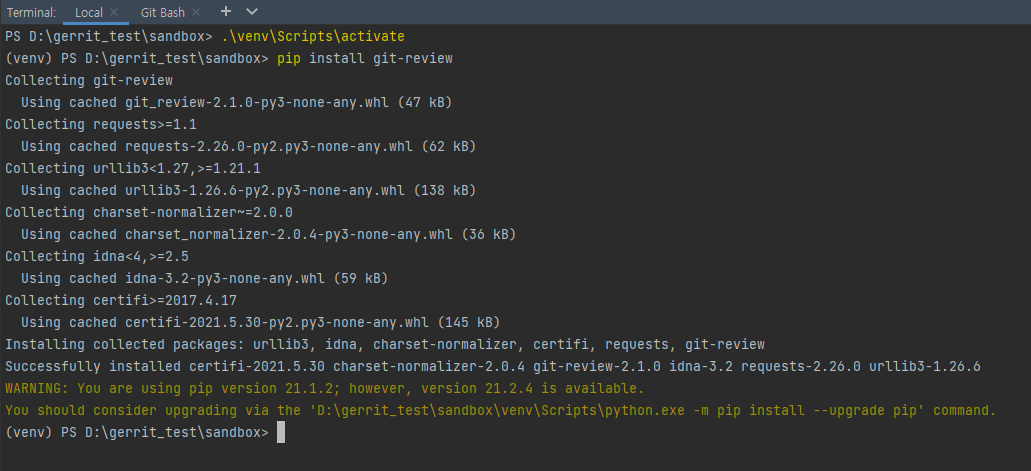 Terminal: Local × Git Bash × +
PS D:\gerrit_test\sandbox> .\venv\Scripts\activate
(venv) PS D:\gerrit_test\sandbox> pip install git-review
Collecting git-review
  Using cached git_review-2.1.0-py3-none-any.whl (47 kB)
Collecting requests>=1.1
  Using cached requests-2.26.0-py2.py3-none-any.whl (62 kB)
Collecting urllib3<1.27,>=1.21.1
  Using cached urllib3-1.26.6-py2.py3-none-any.whl (138 kB)
Collecting charset-normalizer~=2.0.0
  Using cached charset_normalizer-2.0.4-py3-none-any.whl (36 kB)
Collecting idna<4,>=2.5
  Using cached idna-3.2-py3-none-any.whl (59 kB)
Collecting certifi>=2017.4.17
  Using cached certifi-2021.5.30-py2.py3-none-any.whl (145 kB)
Installing collected packages: urllib3, idna, charset-normalizer, certifi, requests, git-review
Successfully installed certifi-2021.5.30 charset-normalizer-2.0.4 git-review-2.1.0 idna-3.2 requests-2.26.0 urllib3-1.26.6
WARNING: You are using pip version 21.1.2; however, version 21.2.4 is available.
You should consider upgrading via the 'D:\gerrit_test\sandbox\venv\Scripts\python.exe -m pip install --upgrade pip' command.
(venv) PS D:\gerrit_test\sandbox>